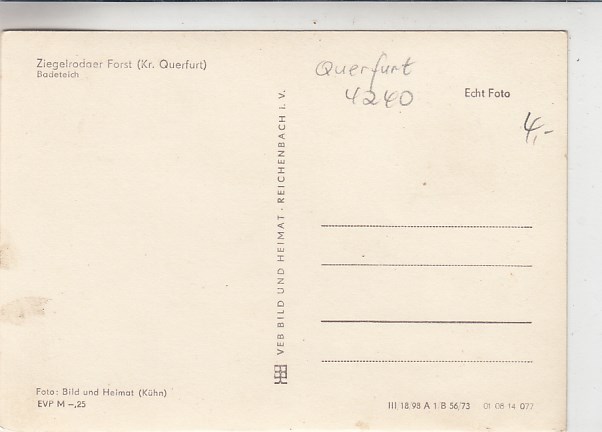 Ziegelrodaer Forst (Kr. Querfurt)
Badeteich
Querfurt
4240
Echt Foto
4,-
VEB BILD UND HEIMAT · REICHENBACH i. V.
Foto: Bild und Heimat (Kühn)
EVP M –,25
III/18/98 A 1/B 56/73 01 08 14 072